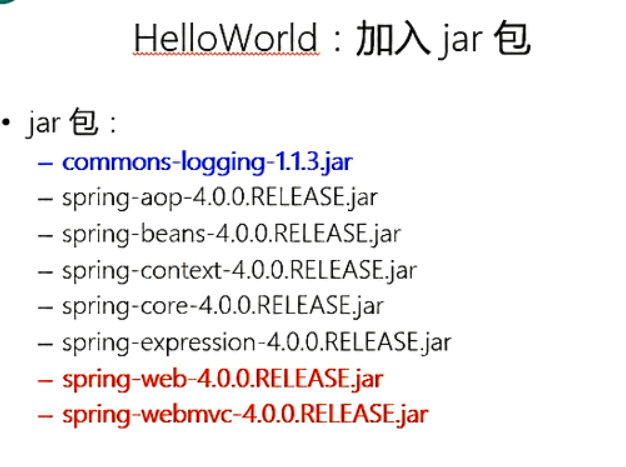 HelloWorld：加入 jar 包
• jar 包：
– commons-logging-1.1.3.jar
– spring-aop-4.0.0.RELEASE.jar
– spring-beans-4.0.0.RELEASE.jar
– spring-context-4.0.0.RELEASE.jar
– spring-core-4.0.0.RELEASE.jar
– spring-expression-4.0.0.RELEASE.jar
– spring-web-4.0.0.RELEASE.jar
– spring-webmvc-4.0.0.RELEASE.jar